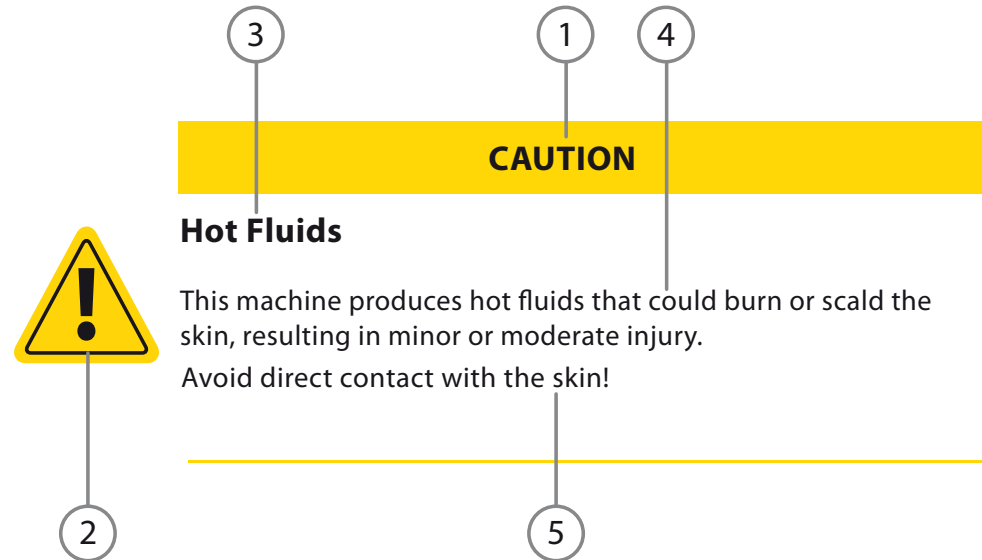 3 1 4
CAUTION
Hot Fluids
This machine produces hot fluids that could burn or scald the
skin, resulting in minor or moderate injury.
Avoid direct contact with the skin!
2 5